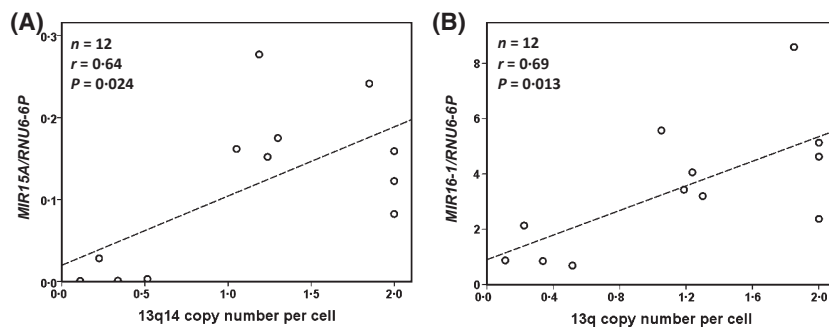 (A)
n = 12
r = 0·64
P = 0·024
MIR15A/RNU6-6P
0·3
0·2
0·1
0·0
0·0 0·5 1·0 1·5 2·0
13q14 copy number per cell
(B)
n = 12
r = 0·69
P = 0·013
MIR16-1/RNU6-6P
8
6
4
2
0
0·0 0·4 0·8 1·2 1·6 2·0
13q copy number per cell